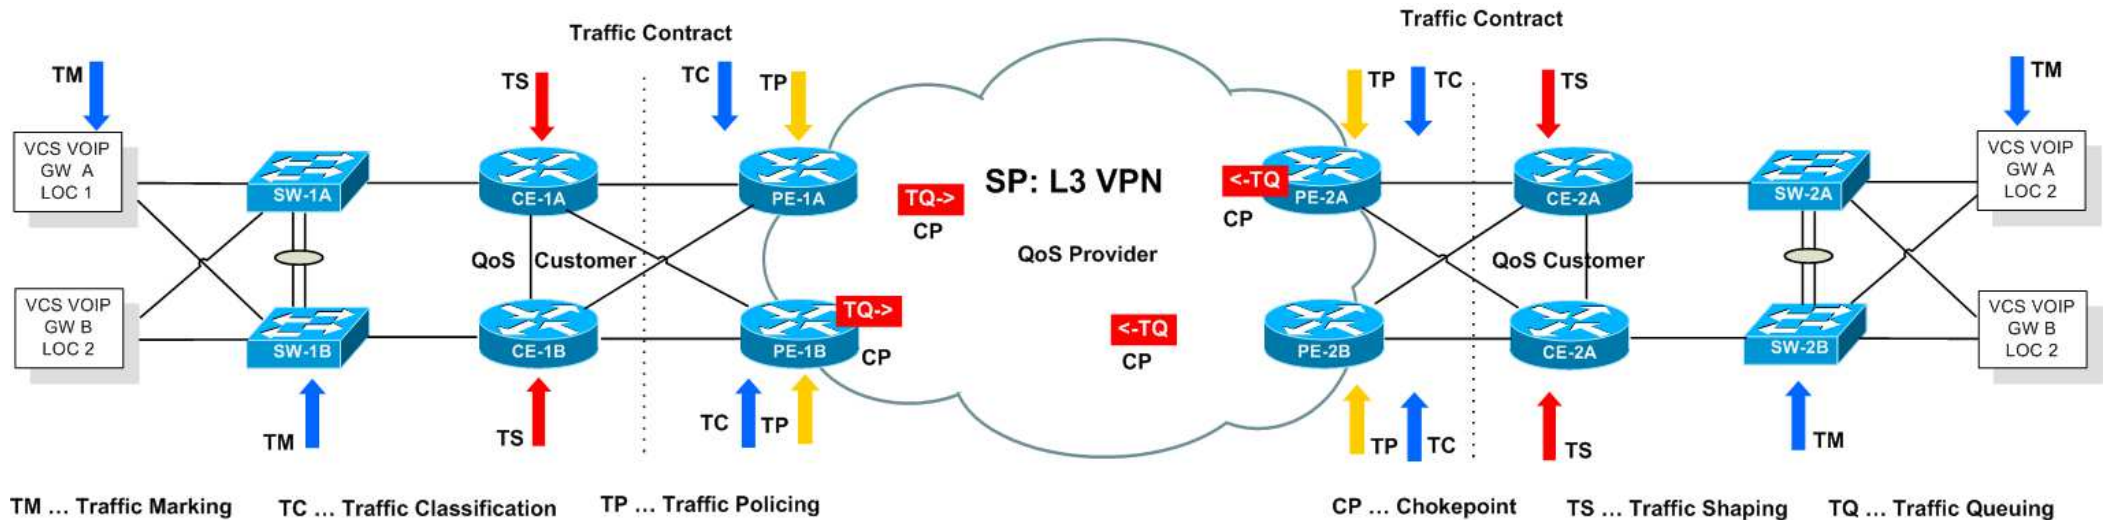 Traffic Contract
Traffic Contract
TM
TS
TC
TP
TP
TC
TS
TM
VCS VOIP
GW A
LOC 1
SW-1A
CE-1A
PE-1A
TQ->
CP
SP: L3 VPN
<-TQ
CP
PE-2A
CE-2A
SW-2A
VCS VOIP
GW A
LOC 2
QoS Customer
QoS Provider
QoS Customer
VCS VOIP
GW B
LOC 2
SW-1B
CE-1B
PE-1B
TQ->
CP
<-TQ
CP
PE-2B
CE-2A
SW-2B
VCS VOIP
GW B
LOC 2
TM
TS
TC
TP
TP
TC
TS
TM
TM ... Traffic Marking
TC ... Traffic Classification
TP ... Traffic Policing
CP ... Chokepoint
TS ... Traffic Shaping
TQ ... Traffic Queuing